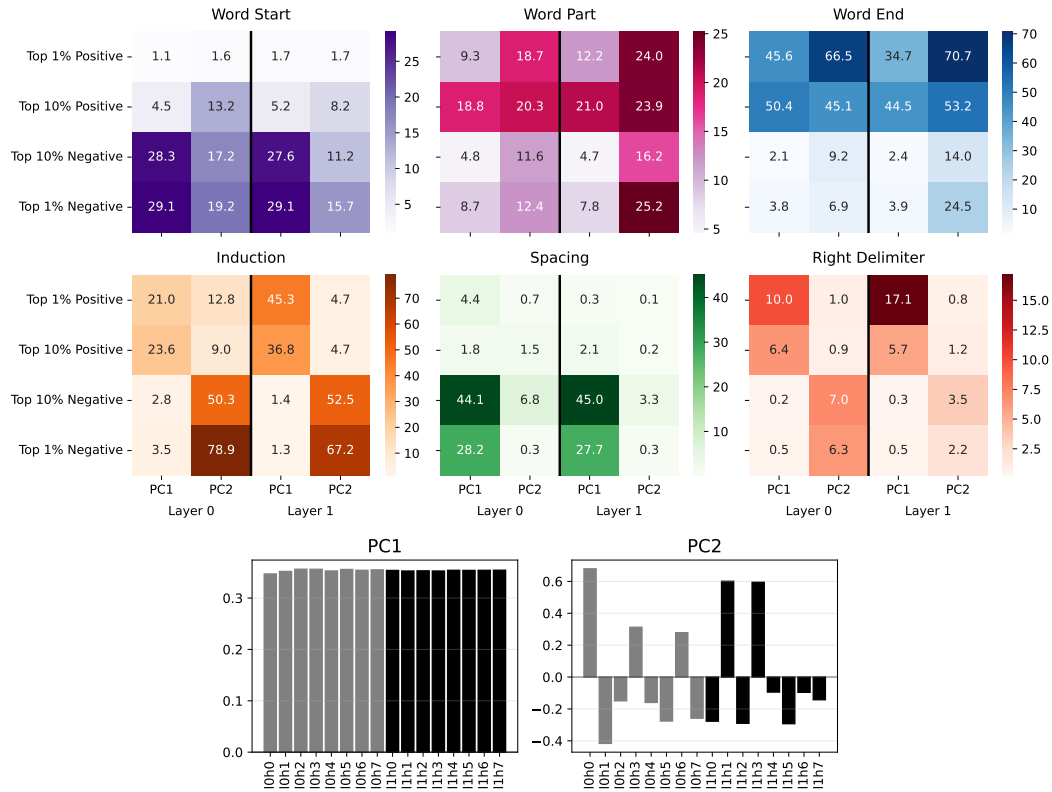 Word Start Word Part Word End
Top 1% Positive 1.1 1.6 1.7 1.7 25 9.3 18.7 12.2 24.0 25 45.6 66.5 34.7 70.7 70
Top 10% Positive 4.5 13.2 5.2 8.2 20 18.8 20.3 21.0 23.9 20 50.4 45.1 44.5 53.2 60 50
Top 10% Negative 28.3 17.2 27.6 11.2 15 10 4.8 11.6 4.7 16.2 15 10 2.1 9.2 2.4 14.0 40 30 20
Top 1% Negative 29.1 19.2 29.1 15.7 5 8.7 12.4 7.8 25.2 5 3.8 6.9 3.9 24.5 10
Induction Spacing Right Delimiter
Top 1% Positive 21.0 12.8 45.3 4.7 70 60 4.4 0.7 0.3 0.1 40 10.0 1.0 17.1 0.8 15.0
Top 10% Positive 23.6 9.0 36.8 4.7 50 40 1.8 1.5 2.1 0.2 30 6.4 0.9 5.7 1.2 12.5 10.0
Top 10% Negative 2.8 50.3 1.4 52.5 30 20 44.1 6.8 45.0 3.3 20 0.2 7.0 0.3 3.5 7.5 5.0
Top 1% Negative 3.5 78.9 1.3 67.2 10 28.2 0.3 27.7 0.3 10 0.5 6.3 0.5 2.2 2.5
PC1 PC2 PC1 PC2 PC1 PC2 PC1 PC2 PC1 PC2 PC1 PC2
Layer 0 Layer 1 Layer 0 Layer 1 Layer 0 Layer 1
PC1 PC2
0.3
0.2
0.1
0.0
0.6
0.4
0.2
0.0
−0.2
−0.4
l0h0 l0h1 l0h2 l0h3 l0h4 l0h5 l0h6 l0h7 l1h0 l1h1 l1h2 l1h3 l1h4 l1h5 l1h6 l1h7
l0h0 l0h1 l0h2 l0h3 l0h4 l0h5 l0h6 l0h7 l1h0 l1h1 l1h2 l1h3 l1h4 l1h5 l1h6 l1h7